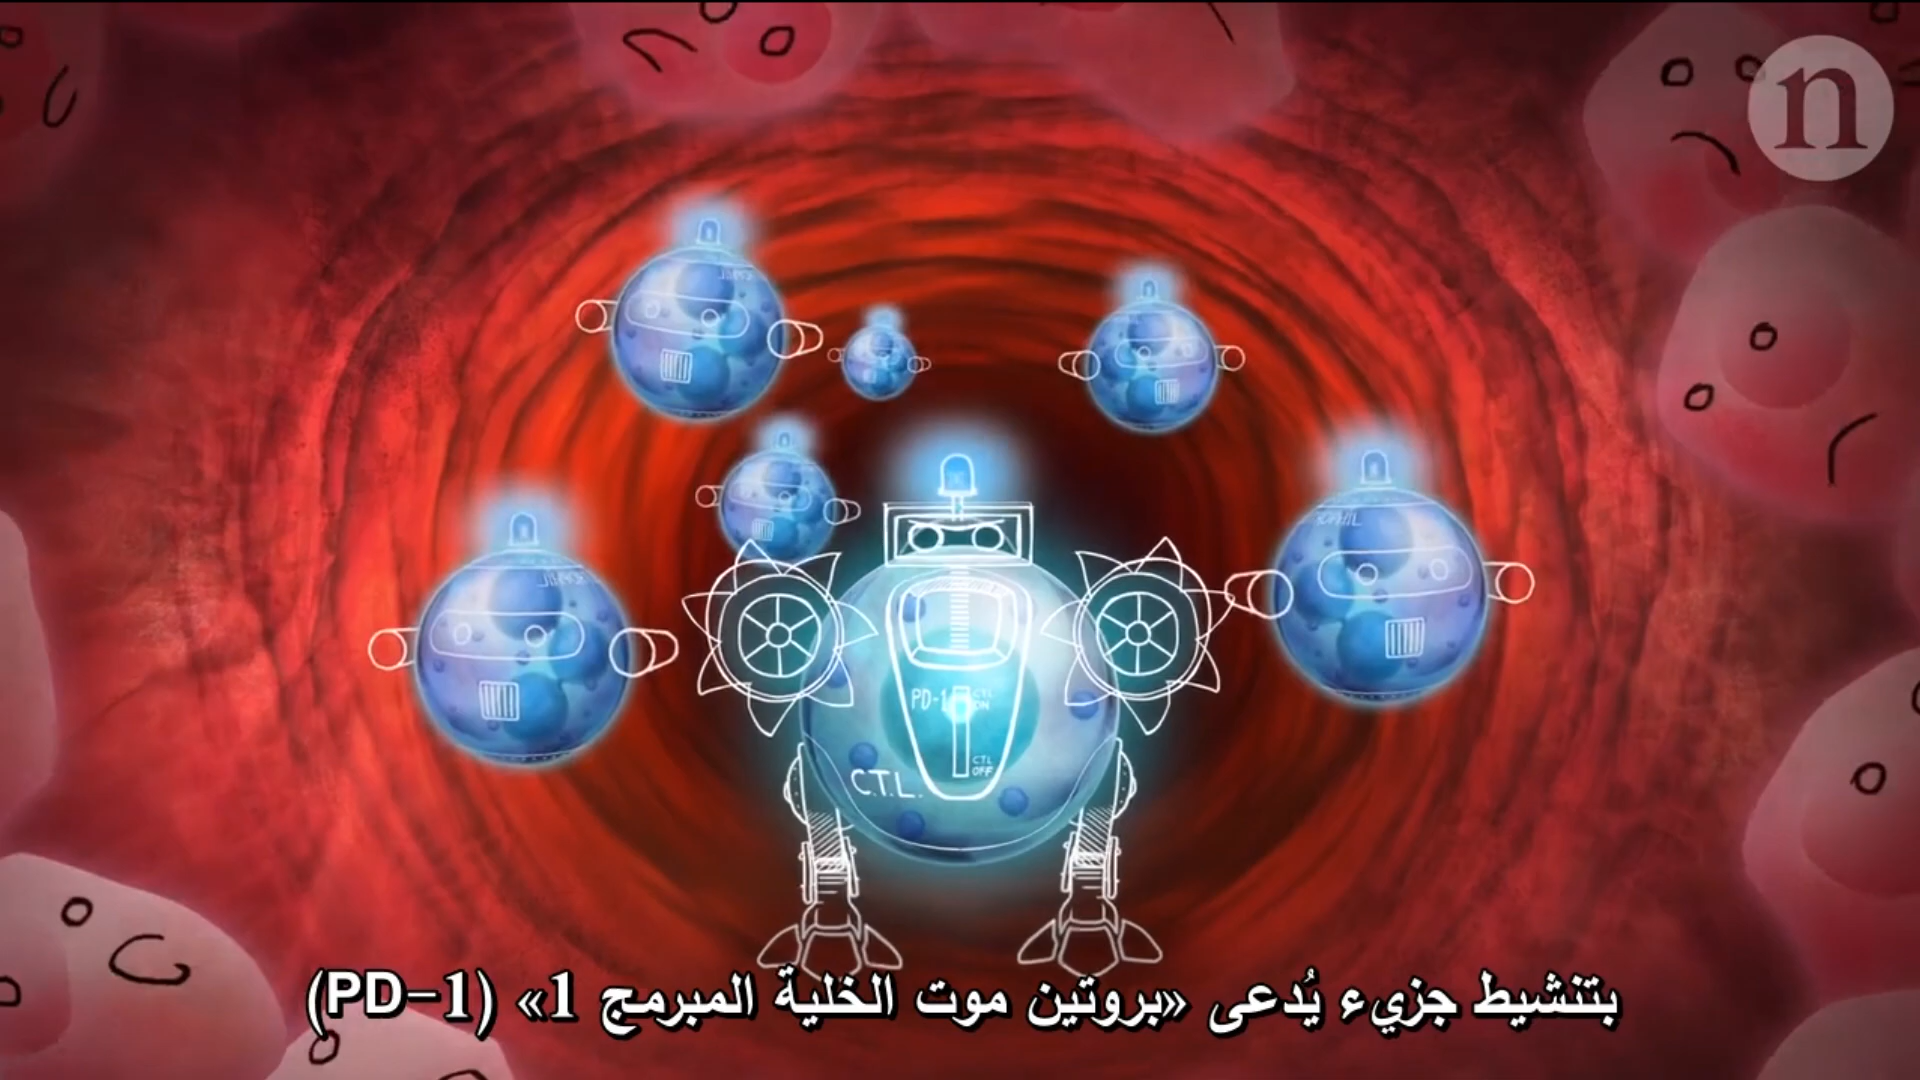 n
PD-1
CTL
ON
CTL
OFF
C.T.L.
بتنشيط جزيء يُدعى «بروتين موت الخلية المبرمج 1» (PD-1)